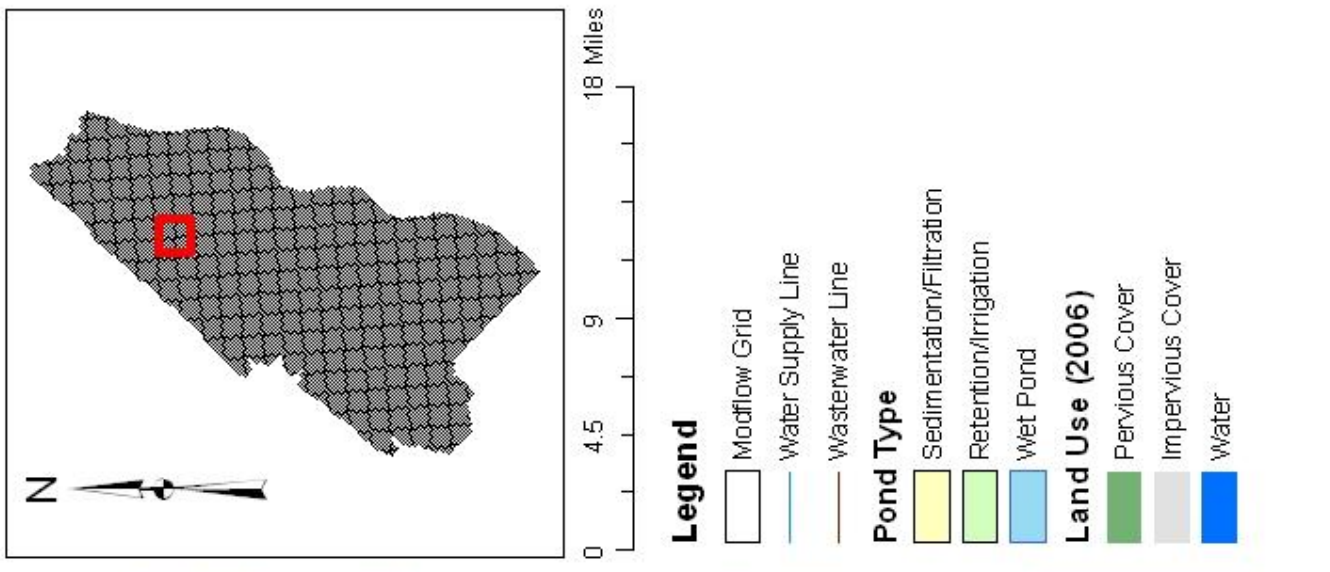 N
0 4.5 9 18 Miles
Legend
Modflow Grid
Water Supply Line
Wasterwater Line
Pond Type
Sedimentation/Filtration
Retention/Irrigation
Wet Pond
Land Use (2006)
Pervious Cover
Impervious Cover
Water